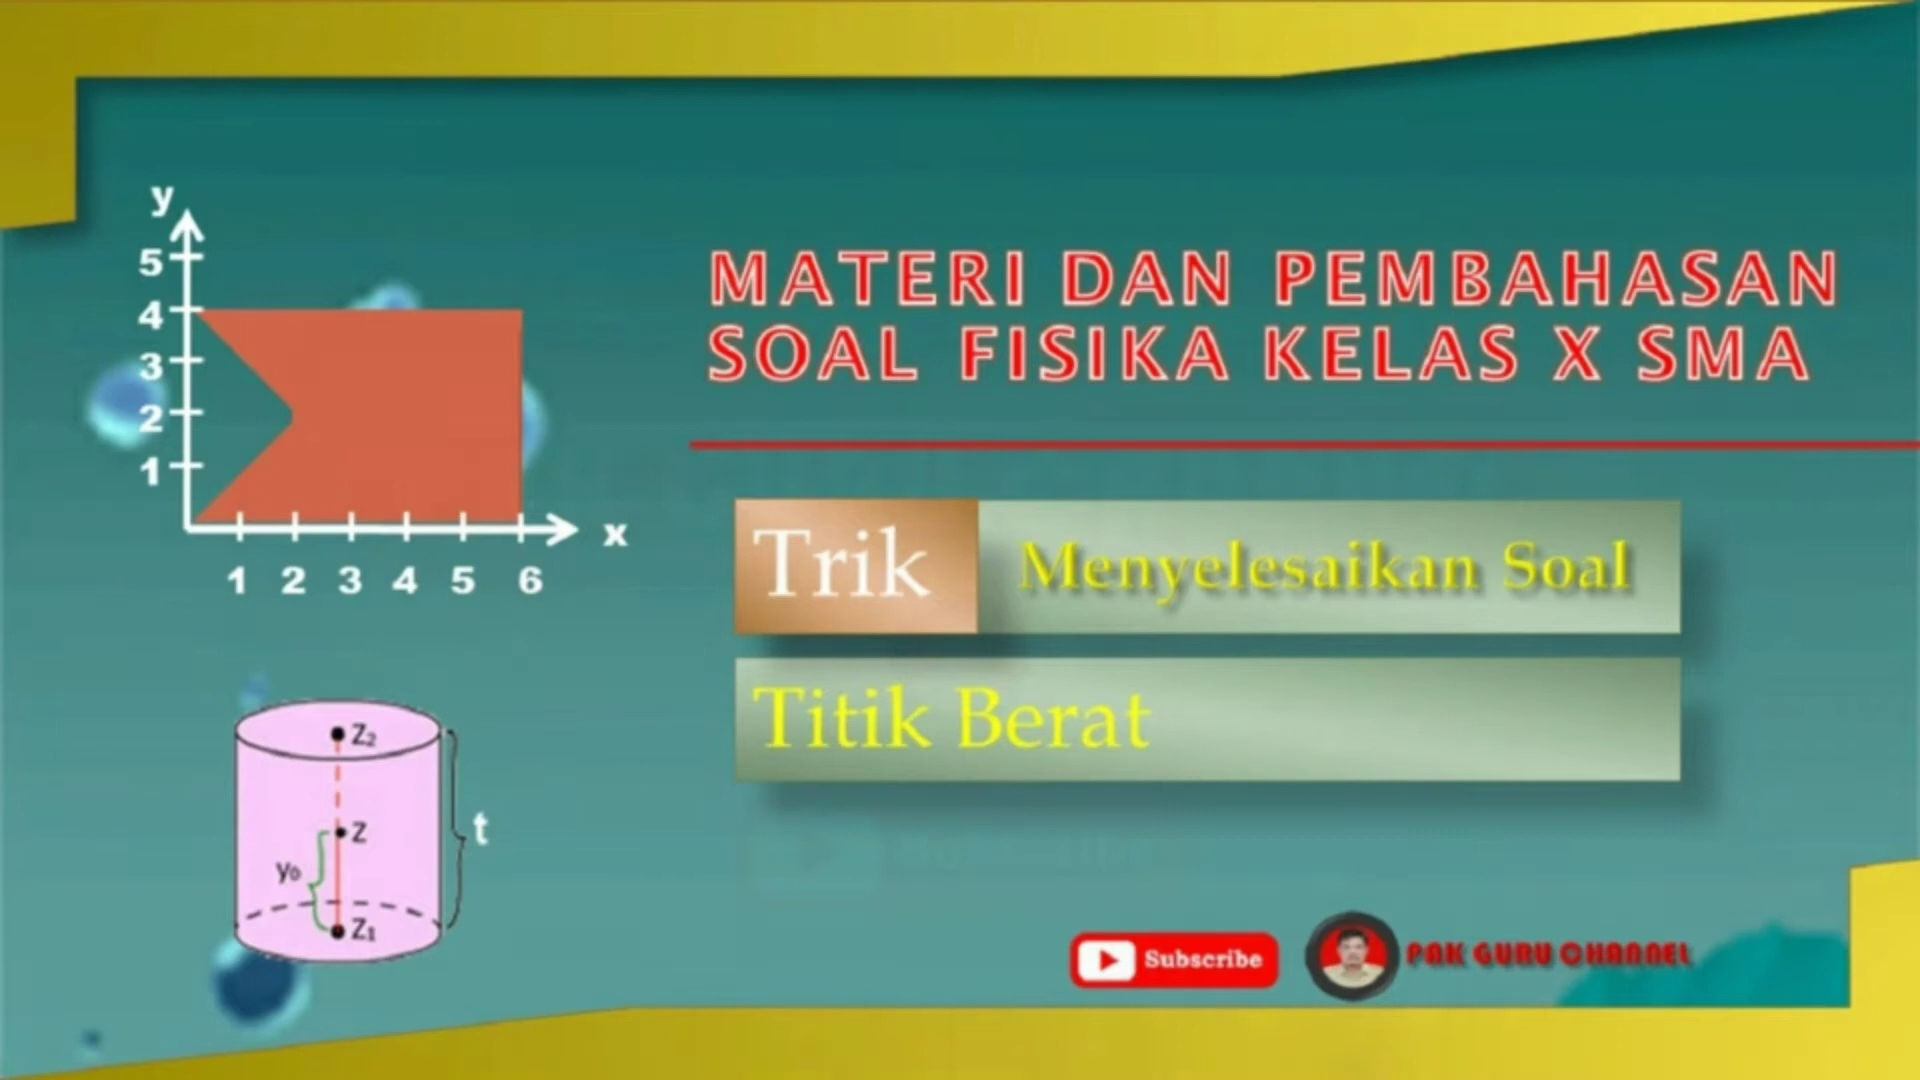 y
5
4
3
2
1
x
1 2 3 4 5 6
MATERI DAN PEMBAHASAN
SOAL FISIKA KELAS X SMA
Trik Menyelesaikan Soal
Titik Berat
Z₂
Z
t
y₀
Z₁
Subscribe
PAK GURU CHANNEL